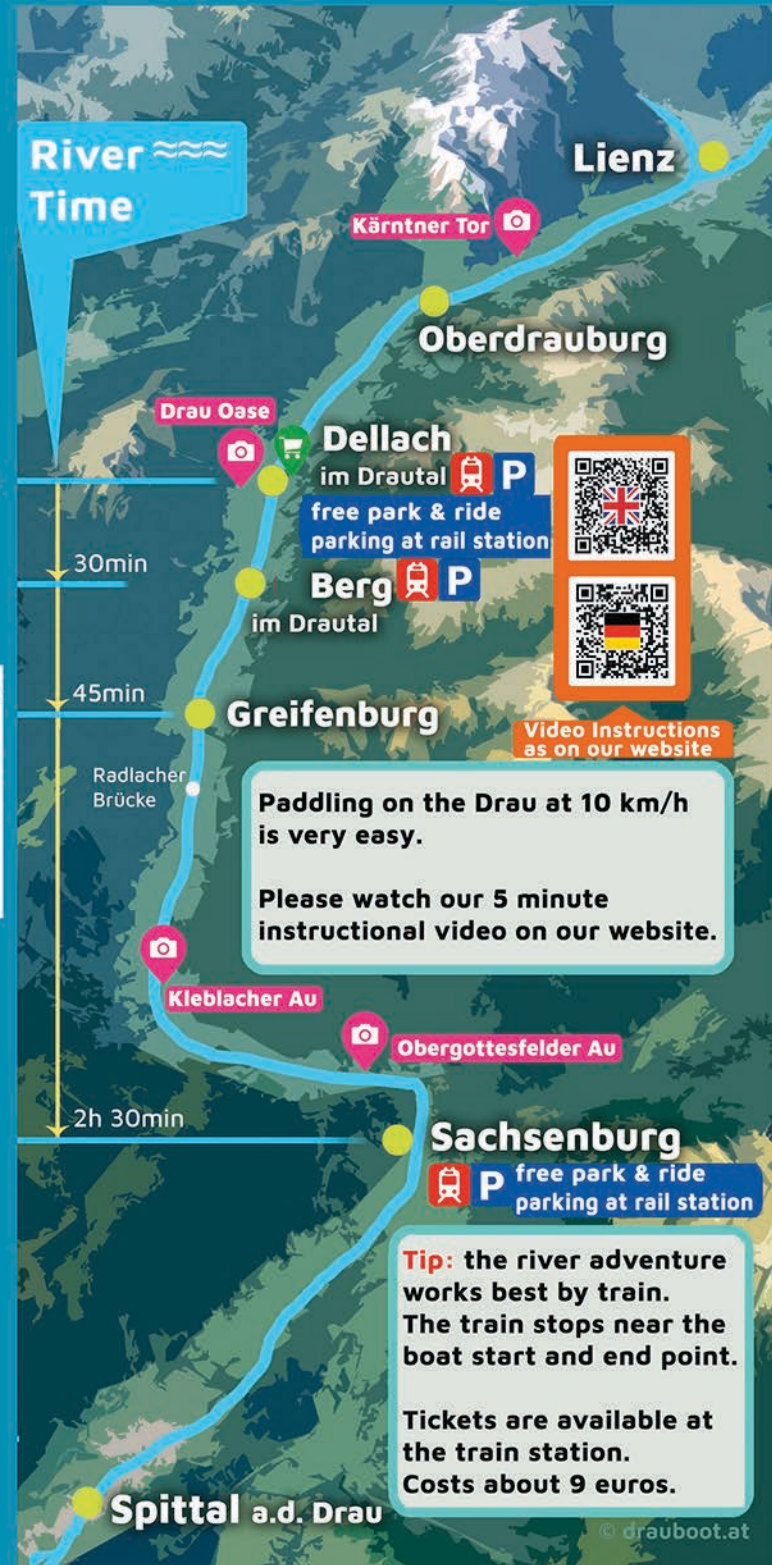 River
Time
Lienz
Kärntner Tor
Oberdrauburg
Drau Oase
Dellach
im Drautal
P
free park & ride
parking at rail station
30min
Berg
P
im Drautal
45min
Greifenburg
Video Instructions
as on our website
Radlacher
Brücke
Paddling on the Drau at 10 km/h
is very easy.
Please watch our 5 minute
instructional video on our website.
Kleblacher Au
Obergottesfelder Au
2h 30min
Sachsenburg
P
free park & ride
parking at rail station
Tip: the river adventure
works best by train.
The train stops near the
boat start and end point.
Tickets are available at
the train station.
Costs about 9 euros.
Spittal a.d. Drau
© drauboot.at